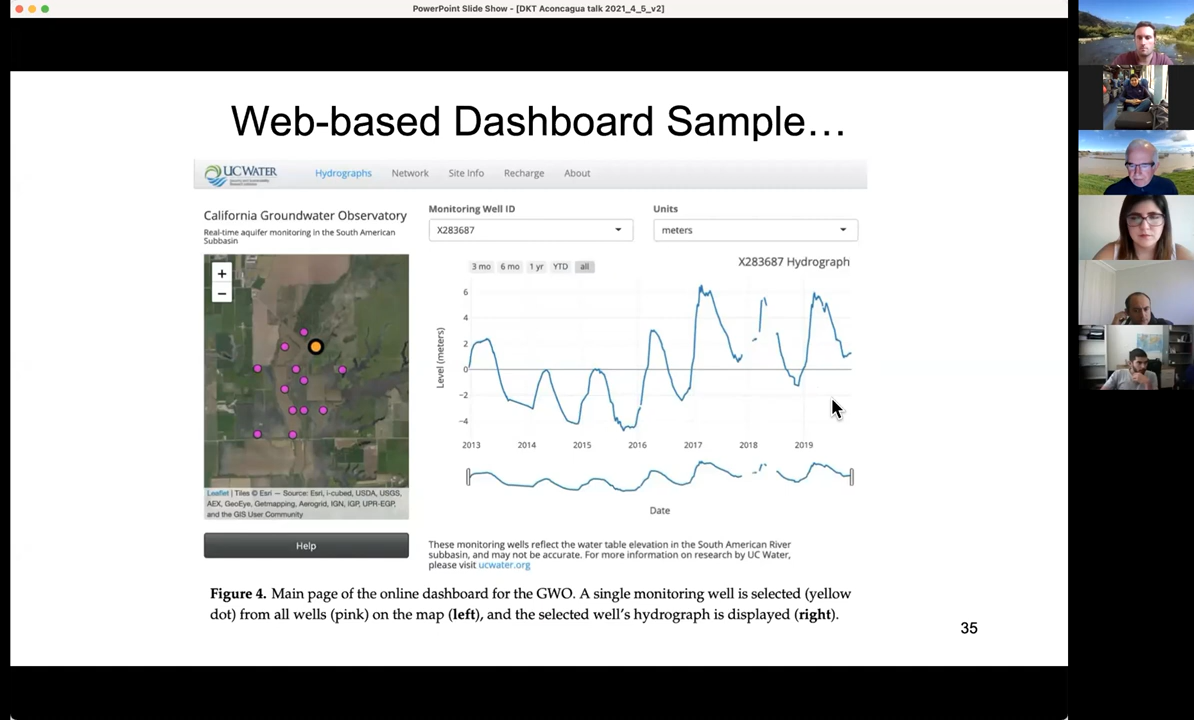 PowerPoint Slide Show - [DKT Aconcagua talk 2021_4_5_v2]
Web-based Dashboard Sample…
UC WATER
Hydrographs Network Site Info Recharge About
California Groundwater Observatory
Real-time aquifer monitoring in the South American
Subbasin
Monitoring Well ID
X283687
Units
meters
+
−
3 mo 6 mo 1 yr YTD all
X283687 Hydrograph
Level (meters)
6
4
2
0
−2
−4
2013 2014 2015 2016 2017 2018 2019
Date
Leaflet | Tiles © Esri — Source: Esri, i-cubed, USDA, USGS,
AEX, GeoEye, Getmapping, Aerogrid, IGN, IGP, UPR-EGP,
and the GIS User Community
Help
These monitoring wells reflect the water table elevation in the South American River
subbasin, and may not be accurate. For more information on research by UC Water,
please visit ucwater.org
Figure 4. Main page of the online dashboard for the GWO. A single monitoring well is selected (yellow
dot) from all wells (pink) on the map (left), and the selected well's hydrograph is displayed (right).
35